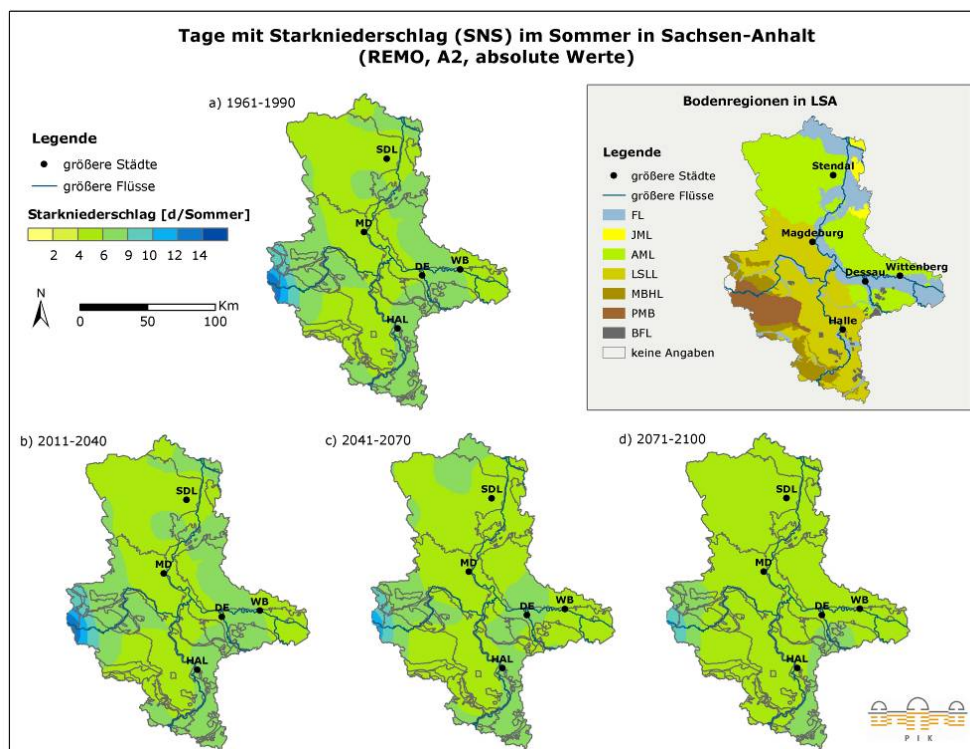 Tage mit Starkniederschlag (SNS) im Sommer in Sachsen-Anhalt
(REMO, A2, absolute Werte)
a) 1961-1990
Legende
größere Städte
größere Flüsse
Starkniederschlag [d/Sommer]
2 4 6 8 10 12 14
N
Km
0 50 100
SDL
MD
DE
WB
HAL
Bodenregionen in LSA
Legende
größere Städte
größere Flüsse
FL
JML
AML
LSLL
MBHL
PMB
BFL
keine Angaben
Stendal
Magdeburg
Dessau
Wittenberg
Halle
b) 2011-2040
SDL
MD
DE
WB
HAL
c) 2041-2070
SDL
MD
DE
WB
HAL
d) 2071-2100
SDL
MD
DE
WB
HAL
P I K